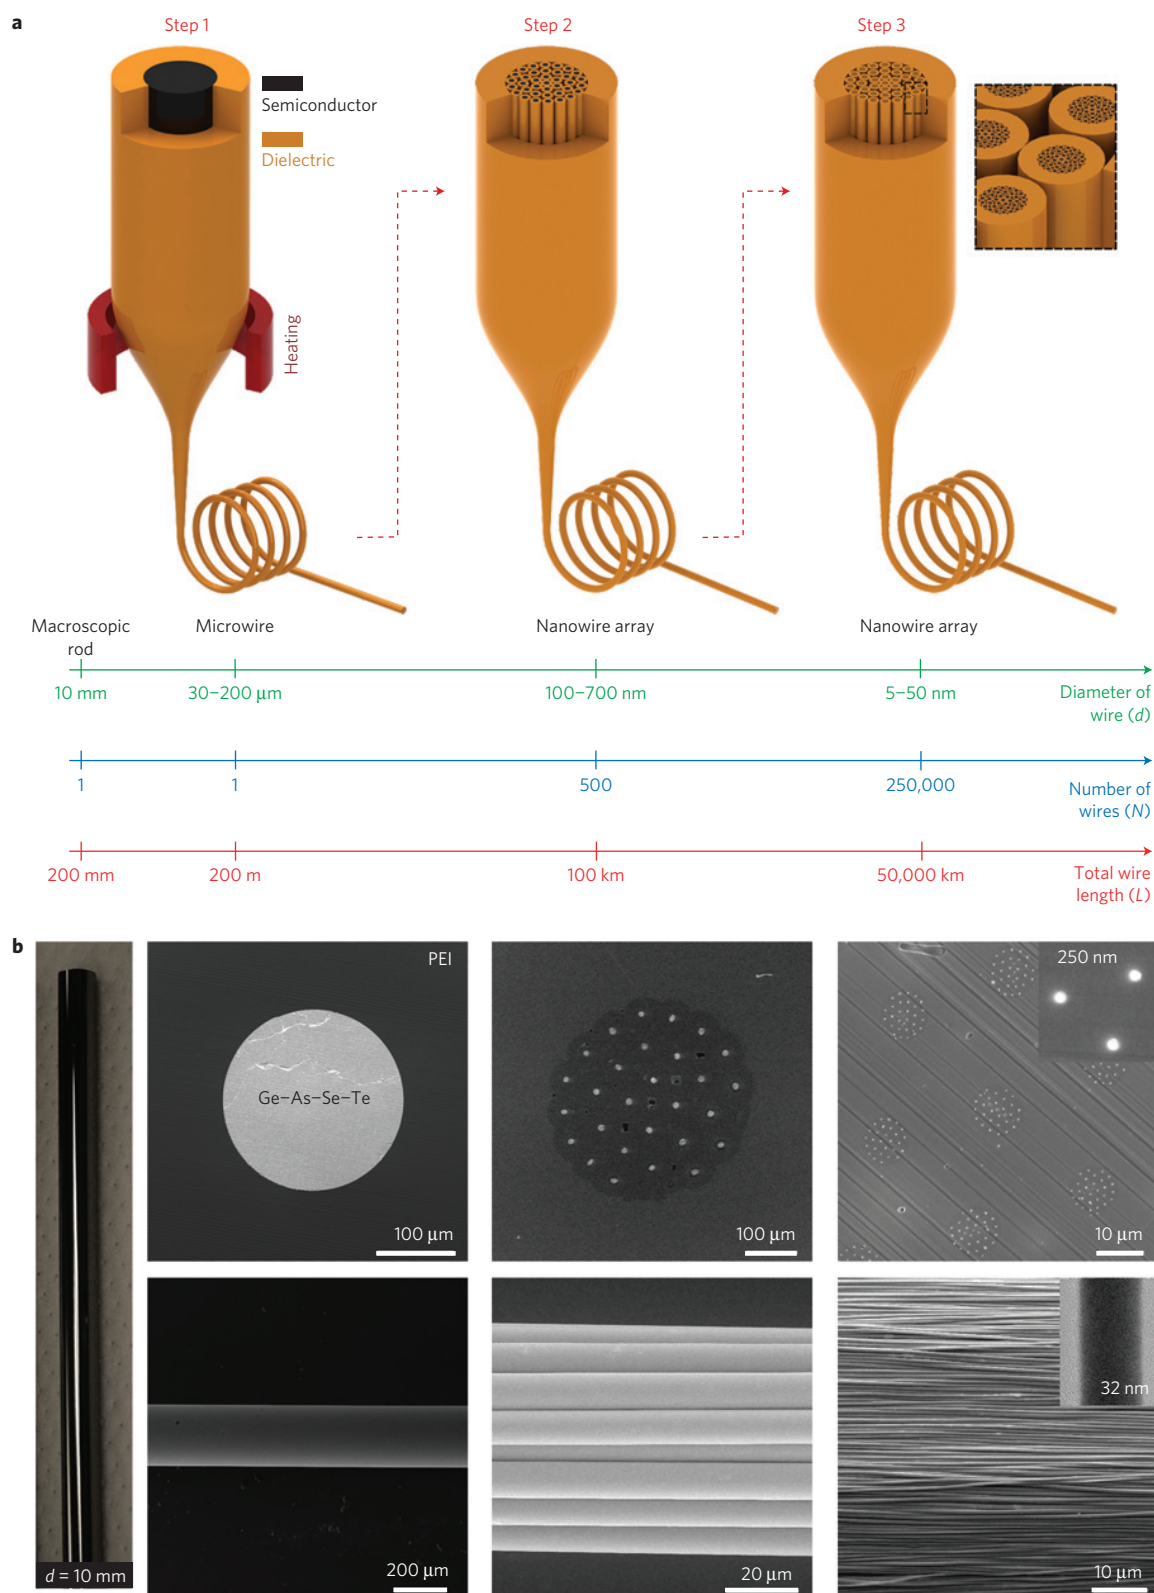 a
Step 1
Step 2
Step 3
Semiconductor
Dielectric
Heating
Macroscopic
rod
Microwire
Nanowire array
Nanowire array
10 mm
30–200 μm
100–700 nm
5–50 nm
Diameter of
wire (d)
1
1
500
250,000
Number of
wires (N)
200 mm
200 m
100 km
50,000 km
Total wire
length (L)
b
d = 10 mm
PEI
Ge–As–Se–Te
100 μm
100 μm
250 nm
10 μm
200 μm
20 μm
32 nm
10 μm